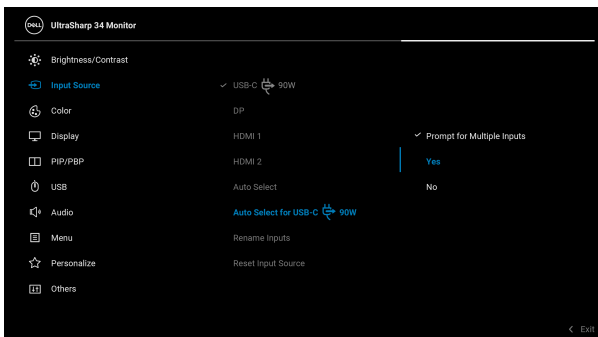 DELL UltraSharp 34 Monitor
Brightness/Contrast
Input Source
USB-C 90W
Color
DP
Display
HDMI 1
Prompt for Multiple Inputs
PIP/PBP
HDMI 2
Yes
USB
Auto Select
No
Audio
Auto Select for USB-C 90W
Menu
Rename Inputs
Personalize
Reset Input Source
Others
Exit